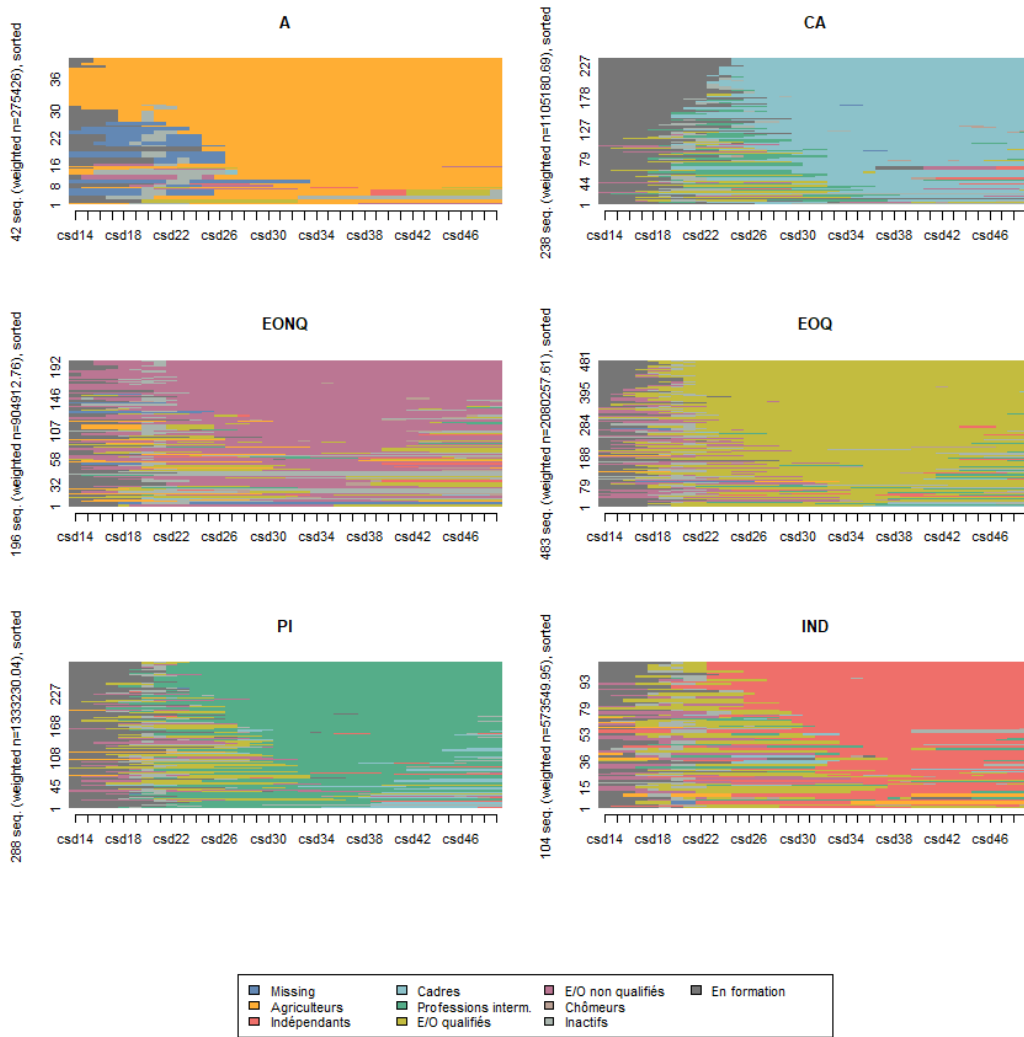 A
42 seq. (weighted n=275426), sorted
36
30
22
16
8
1
csd14 csd18 csd22 csd26 csd30 csd34 csd38 csd42 csd46
CA
238 seq. (weighted n=1105180.69), sorted
227
178
127
79
44
1
csd14 csd18 csd22 csd26 csd30 csd34 csd38 csd42 csd46
EONQ
196 seq. (weighted n=904912.76), sorted
192
146
107
58
32
1
csd14 csd18 csd22 csd26 csd30 csd34 csd38 csd42 csd46
EOQ
483 seq. (weighted n=2080257.61), sorted
481
395
284
188
79
1
csd14 csd18 csd22 csd26 csd30 csd34 csd38 csd42 csd46
PI
288 seq. (weighted n=1333230.04), sorted
227
168
108
45
1
csd14 csd18 csd22 csd26 csd30 csd34 csd38 csd42 csd46
IND
104 seq. (weighted n=573549.95), sorted
93
79
53
36
15
1
csd14 csd18 csd22 csd26 csd30 csd34 csd38 csd42 csd46
Missing
Agriculteurs
Indépendants
Cadres
Professions interm.
E/O qualifiés
E/O non qualifiés
Chômeurs
Inactifs
En formation